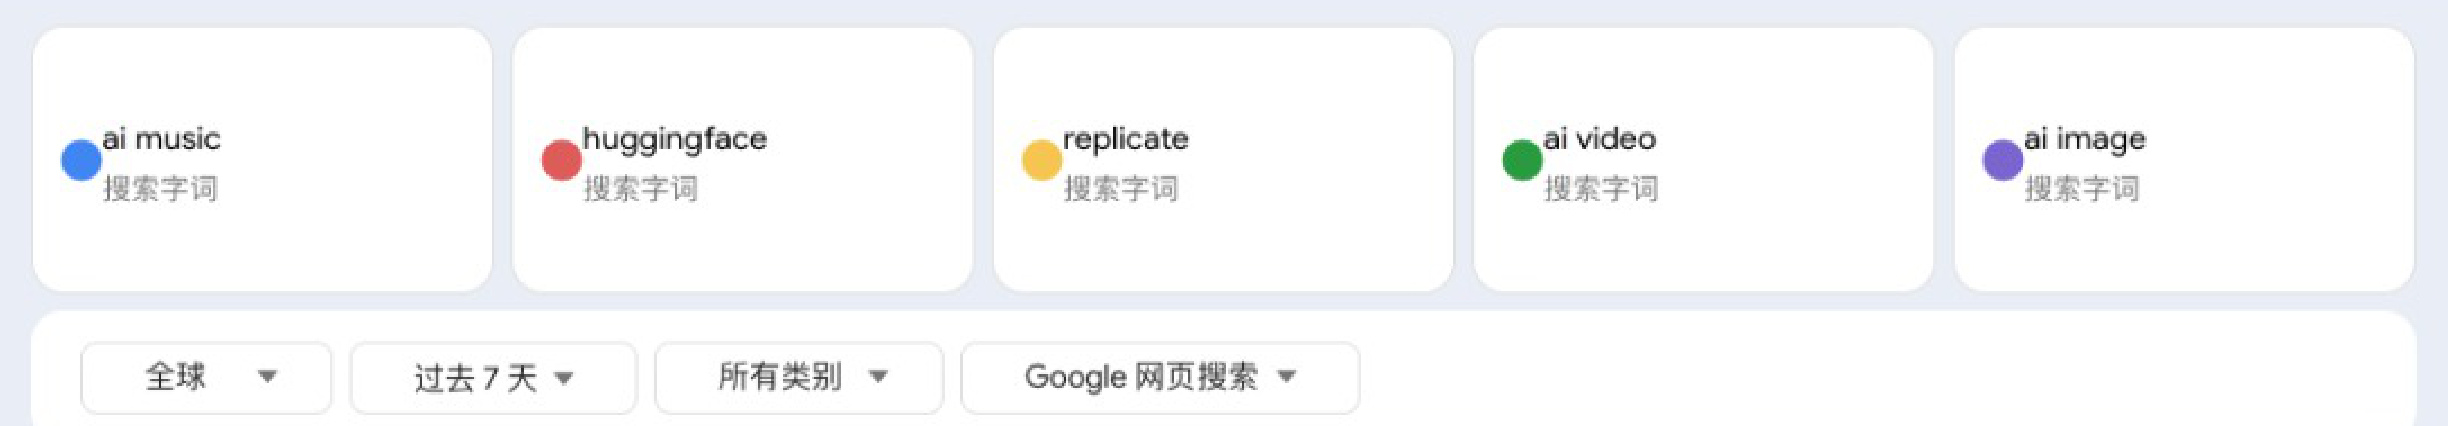 ai music
搜索字词
huggingface
搜索字词
replicate
搜索字词
ai video
搜索字词
ai image
搜索字词
全球
过去 7 天
所有类别
Google 网页搜索